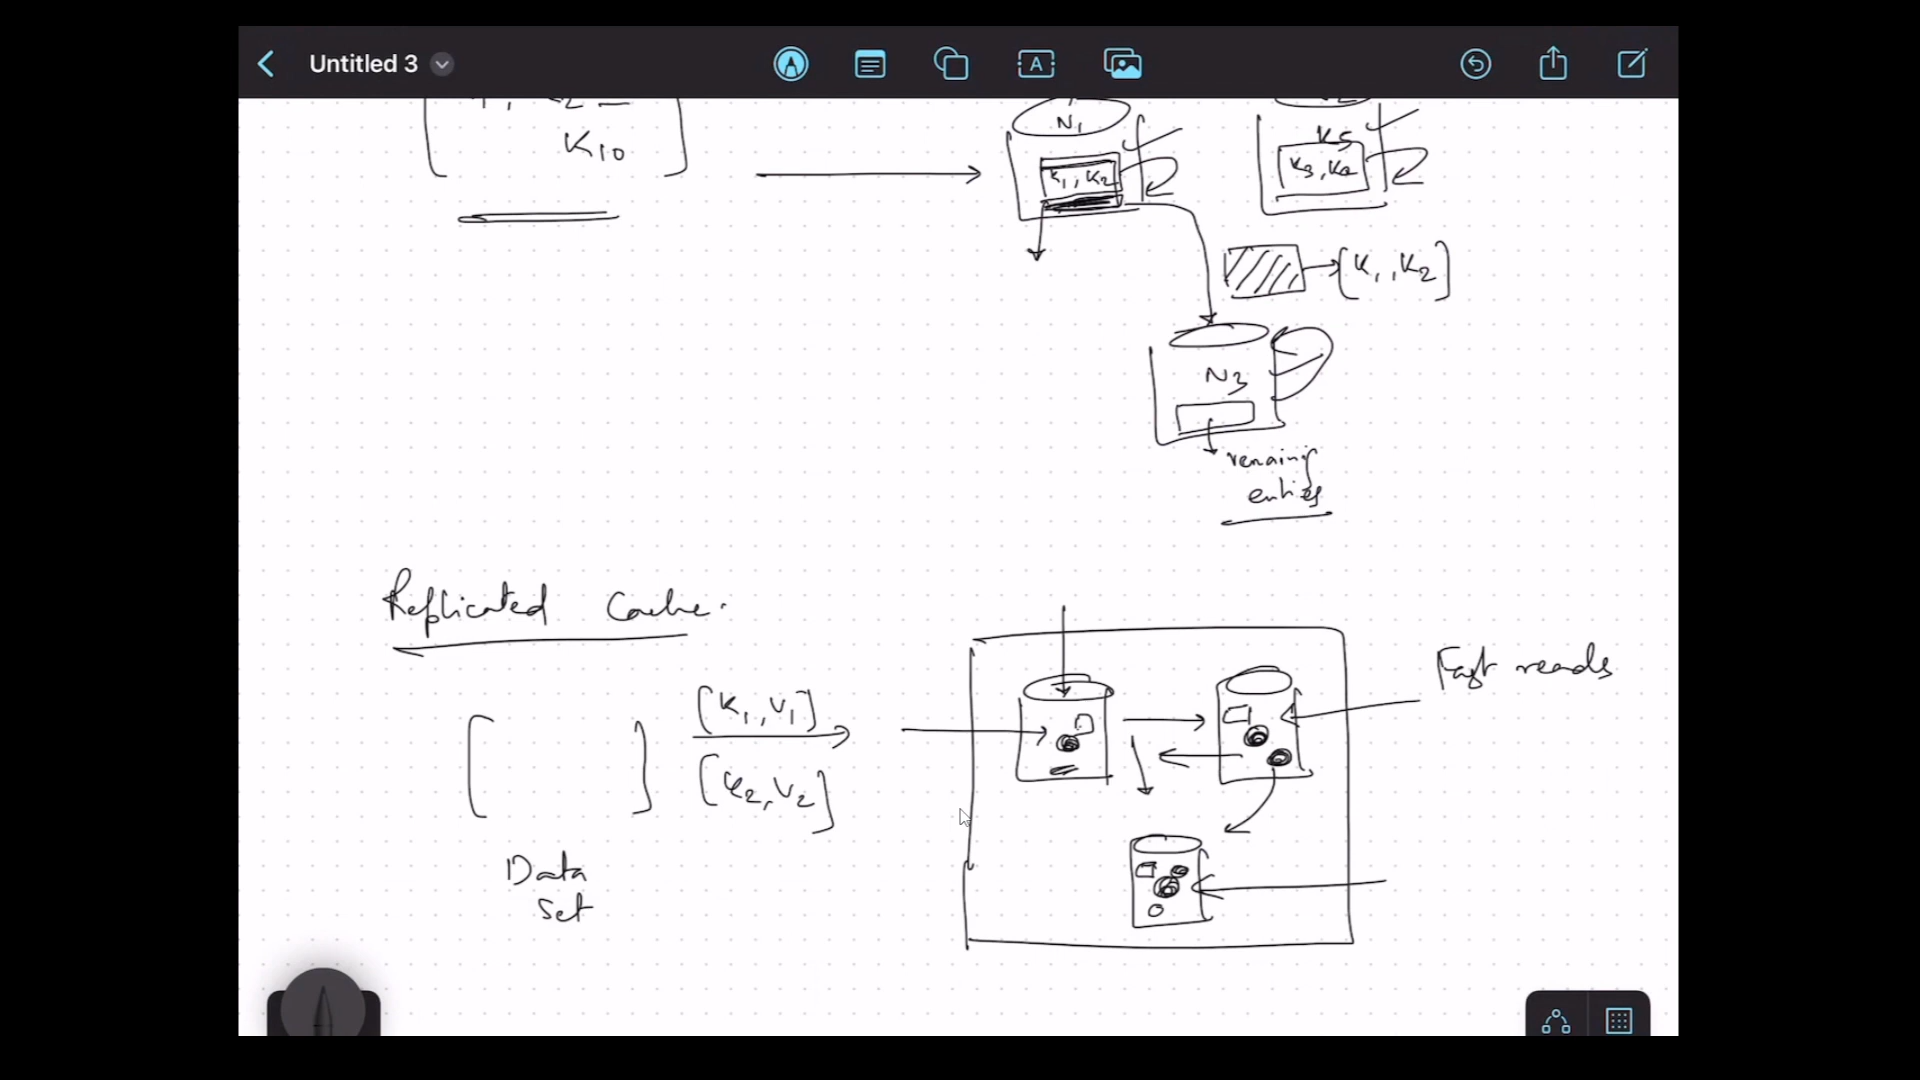 Untitled 3
K10
N1
K1, K2
K5
K3, K4
[K1, K2]
N3
remaining
entries
Replicated Cache.
Fast reads
[K1, V1]
[K2, V2]
Data
Set